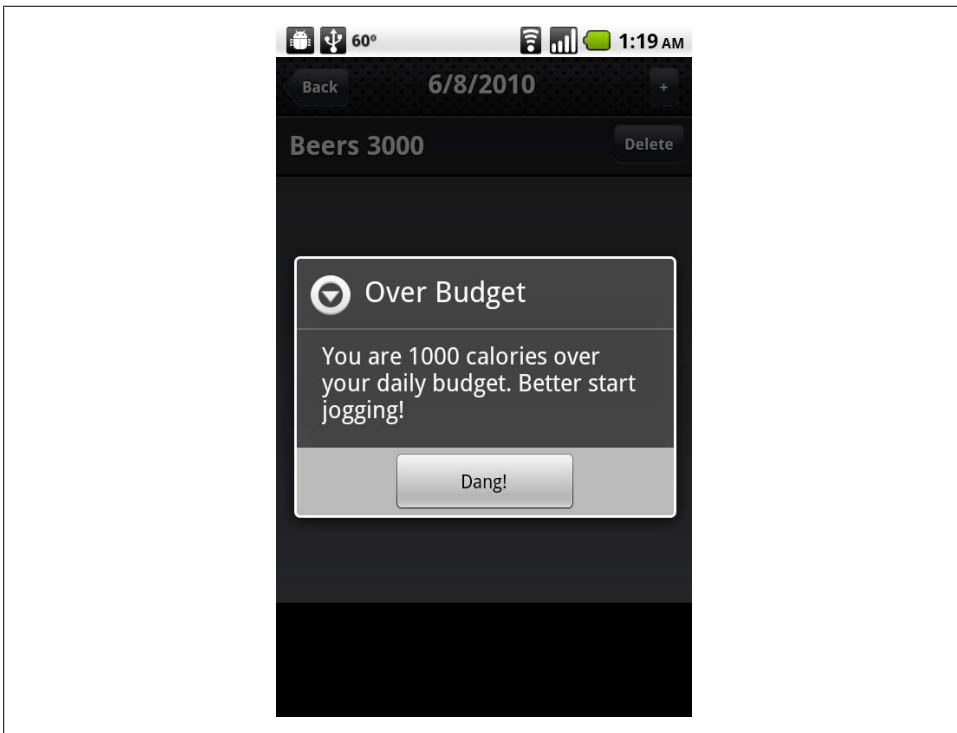 60° 1:19 AM
Back 6/8/2010 +
Beers 3000 Delete
Over Budget
You are 1000 calories over
your daily budget. Better start
jogging!
Dang!